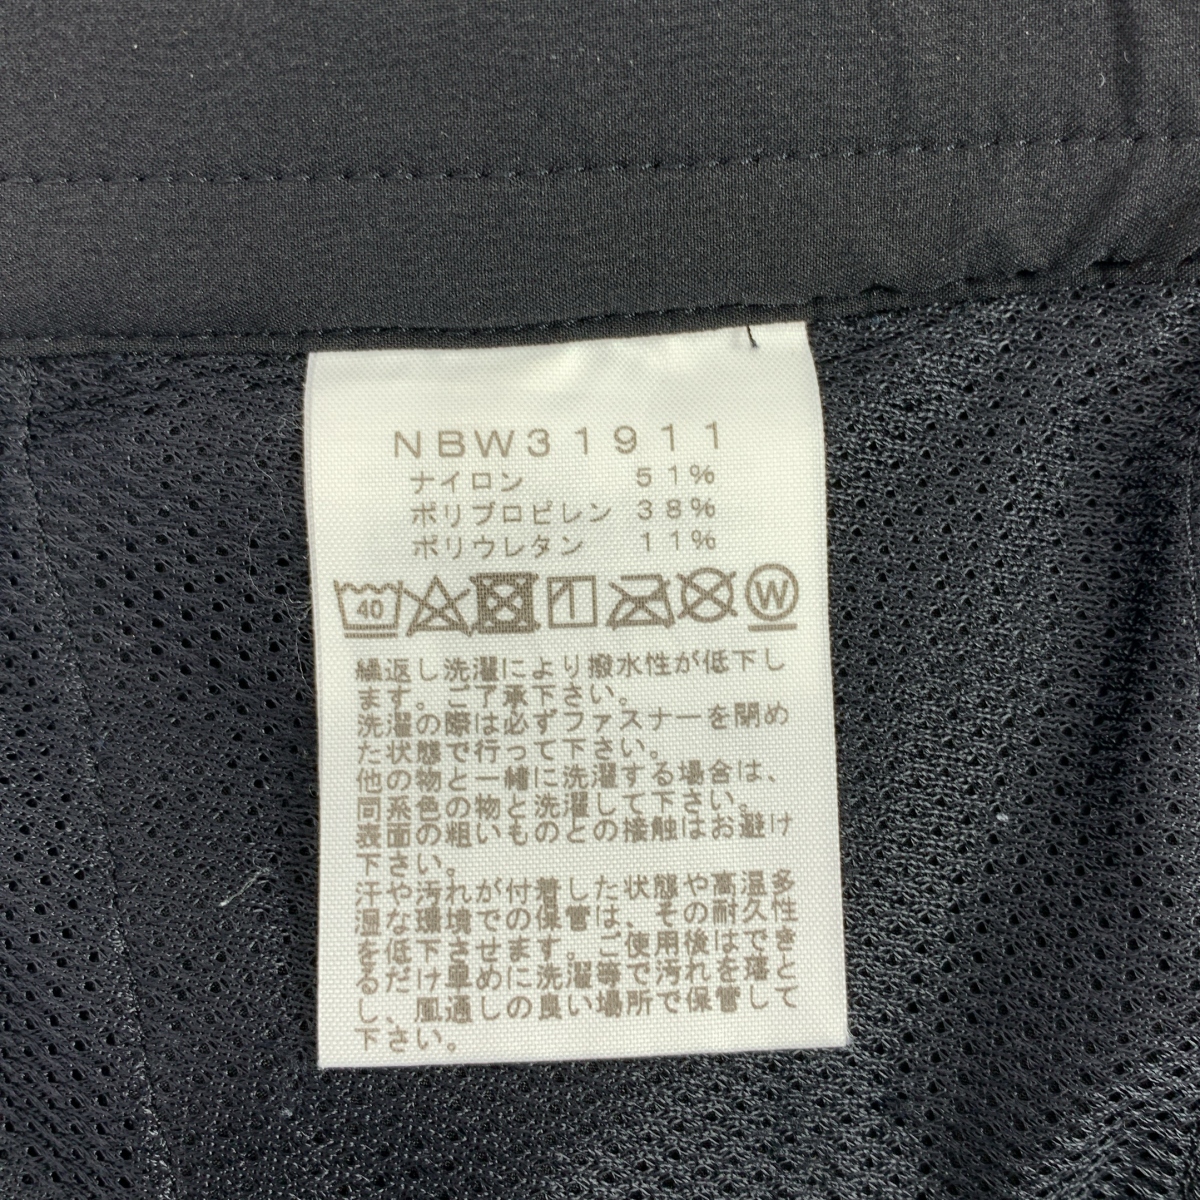 NBW31911
ナイロン 51%
ポリプロピレン 38%
ポリウレタン 11%
40 W
繰返し洗濯により撥水性が低下し
ます。ご了承下さい。
洗濯の際は必ずファスナーを閉め
た状態で行って下さい。
他の物と一緒に洗濯する場合は、
同系色の物と洗濯して下さい。
表面の粗いものとの接触はお避け
下さい。
汗や汚れが付着した状態や高温多
湿な環境での保管は、その耐久性
を低下させます。ご使用後はでき
るだけ早めに洗濯等で汚れを落と
し、風通しの良い場所で保管して
下さい。